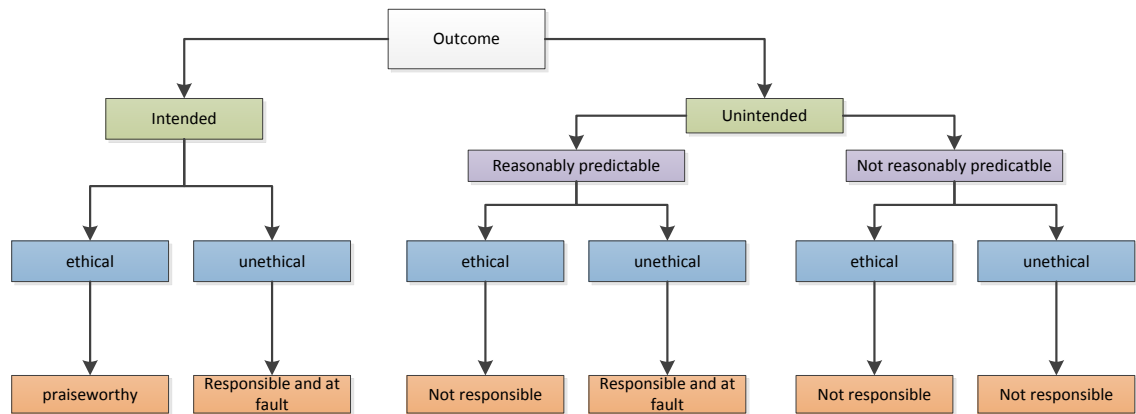 Outcome
Intended
Unintended
Reasonably predictable
Not reasonably predicatble
ethical
unethical
ethical
unethical
ethical
unethical
praiseworthy
Responsible and at
fault
Not responsible
Responsible and at
fault
Not responsible
Not responsible